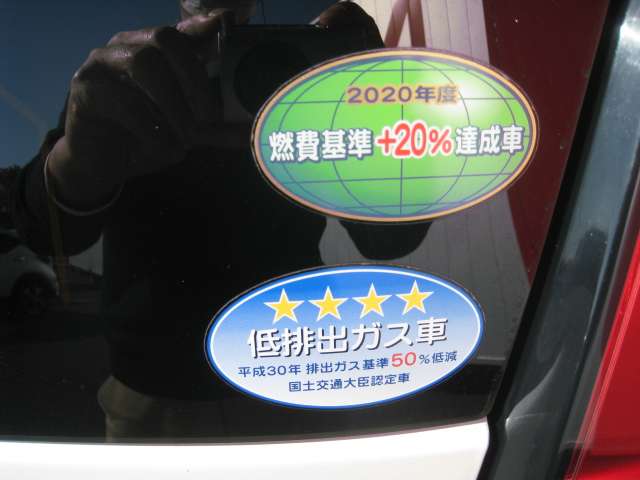 2020年度
燃費基準+20%達成車
低排出ガス車
平成30年 排出ガス基準50%低減
国土交通大臣認定車